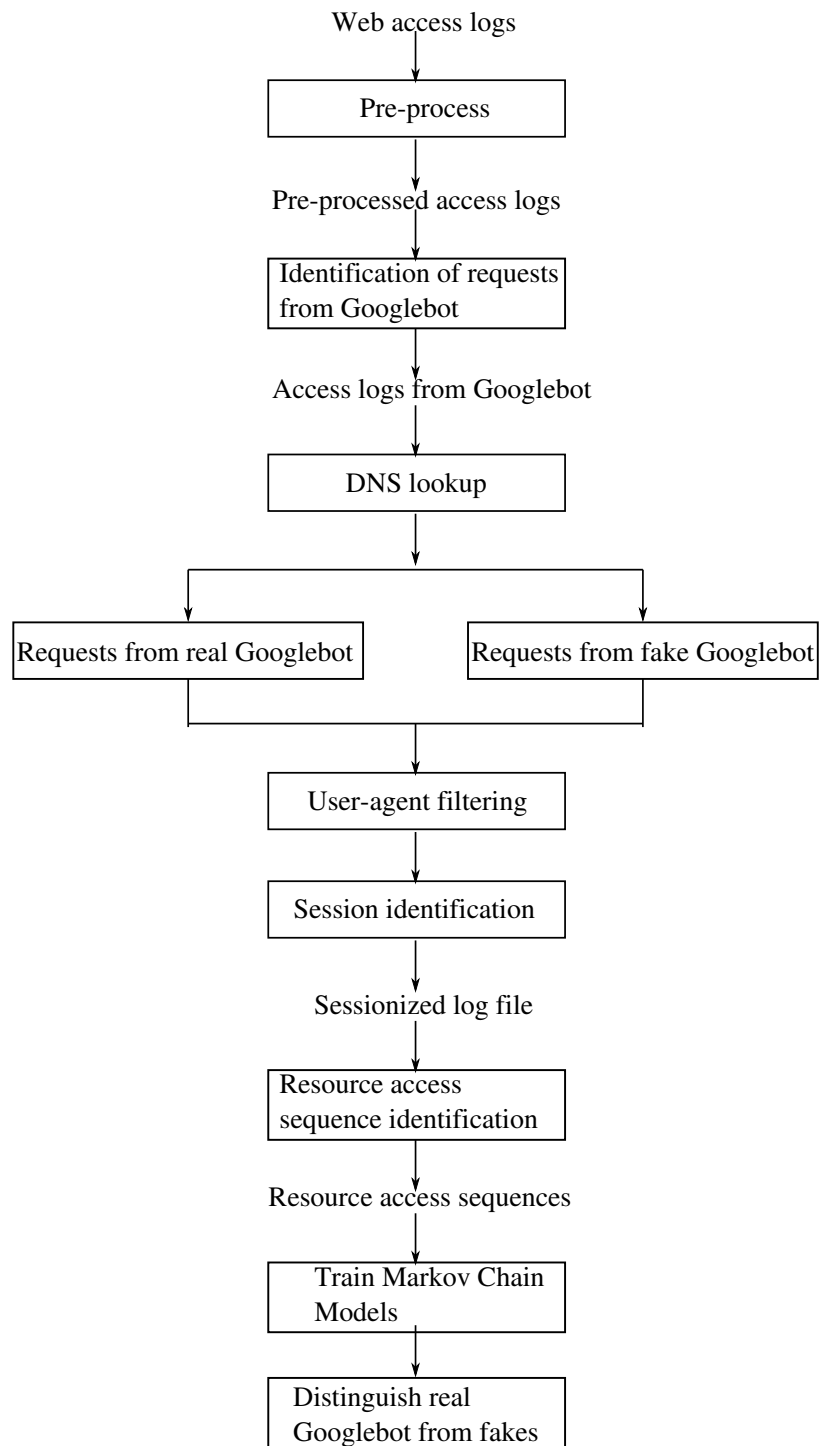 Web access logs
Pre-process
Pre-processed access logs
Identification of requests
from Googlebot
Access logs from Googlebot
DNS lookup
Requests from real Googlebot
Requests from fake Googlebot
User-agent filtering
Session identification
Sessionized log file
Resource access
sequence identification
Resource access sequences
Train Markov Chain
Models
Distinguish real
Googlebot from fakes